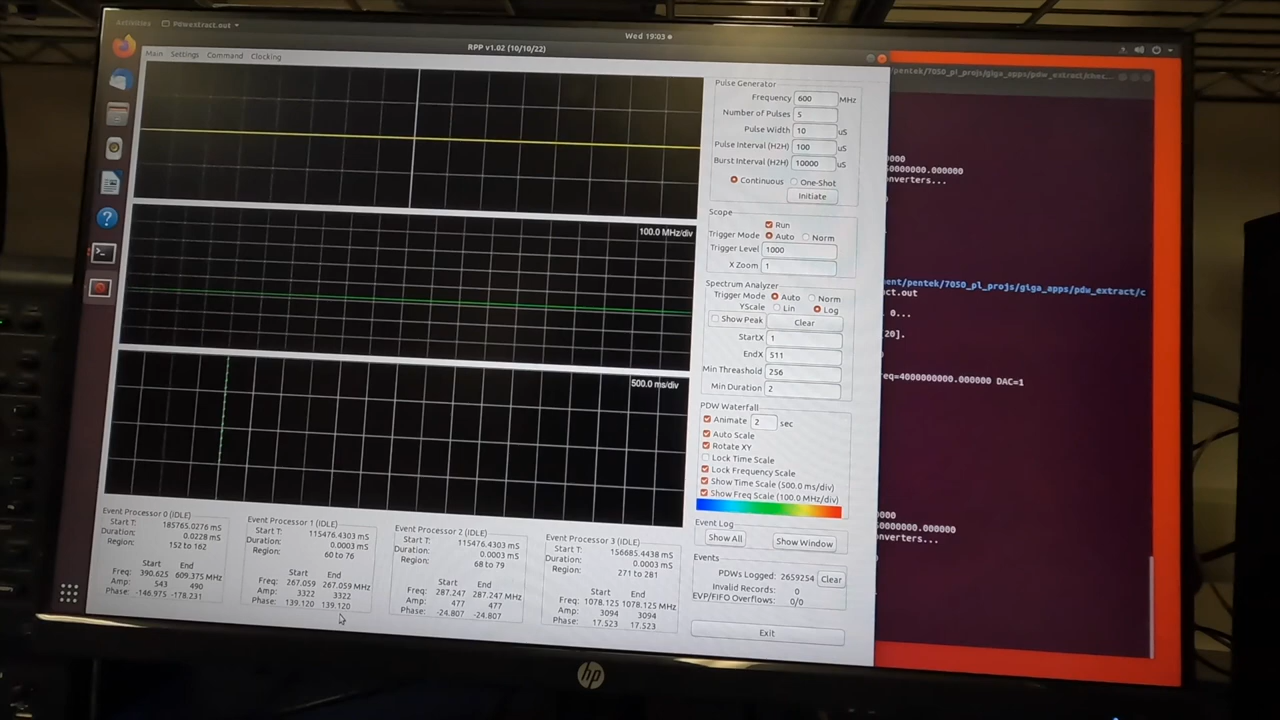 Activities Pdwextract.out
Wed 19:03
RPP v1.02 (10/10/22)
Main Settings Command Clocking
100.0 MHz/div
500.0 ms/div
Pulse Generator
Frequency 600 MHz
Number of Pulses 5
Pulse Width 10 uS
Pulse Interval (H2H) 100 uS
Burst Interval (H2H) 10000 uS
Continuous One-Shot
Initiate
Scope
Run
Trigger Mode Auto Norm
Trigger Level 1000
X Zoom 1
Spectrum Analyzer
Trigger Mode Auto Norm
YScale Lin Log
Show Peak Clear
StartX 1
EndX 511
Min Threashold 256
Min Duration 2
PDW Waterfall
Animate 2 sec
Auto Scale
Rotate XY
Lock Time Scale
Lock Frequency Scale
Show Time Scale (500.0 ms/div)
Show Freq Scale (100.0 MHz/div)
Event Log
Show All Show Window
Events
PDWs Logged: 2659254 Clear
Invalid Records: 0
EVP/FIFO Overflows: 0/0
Exit
Event Processor 0 (IDLE)
Start T: 185765.0276 mS
Duration: 0.0228 mS
Region: 152 to 162
Start End
Freq: 390.625 609.375 MHz
Amp: 543 490
Phase: -146.975 -178.231
Event Processor 1 (IDLE)
Start T: 115476.4303 mS
Duration: 0.0003 mS
Region: 60 to 76
Start End
Freq: 267.059 267.059 MHz
Amp: 3322 3322
Phase: 139.120 139.120
Event Processor 2 (IDLE)
Start T: 115476.4303 mS
Duration: 0.0003 mS
Region: 68 to 79
Start End
Freq: 287.247 287.247 MHz
Amp: 477 477
Phase: -24.807 -24.807
Event Processor 3 (IDLE)
Start T: 156685.4438 mS
Duration: 0.0003 mS
Region: 271 to 281
Start End
Freq: 1078.125 1078.125 MHz
Amp: 3094 3094
Phase: 17.523 17.523
pentek/7050_pl_projs/giga_apps/pdw_extract/chec...
0000
0000000.000000
onverters...
ent/pentek/7050_pl_projs/giga_apps/pdw_extract/c
ct.out
0...
[20].
req=4000000000.000000 DAC=1
000
0000000.000000
onverters...
hp